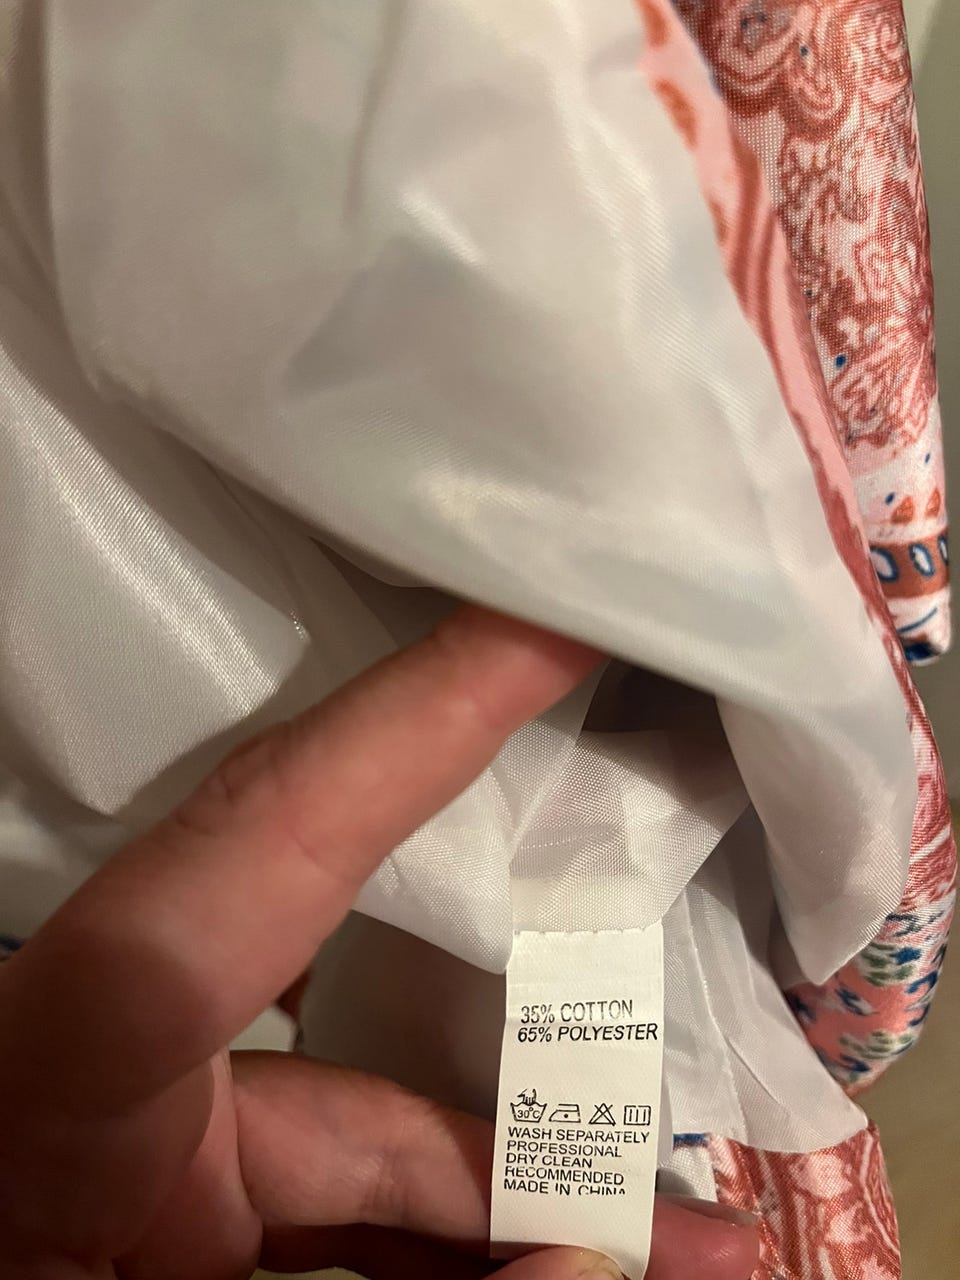 35% COTTON
65% POLYESTER
30°C
WASH SEPARATELY
PROFESSIONAL
DRY CLEAN
RECOMMENDED
MADE IN CHINA